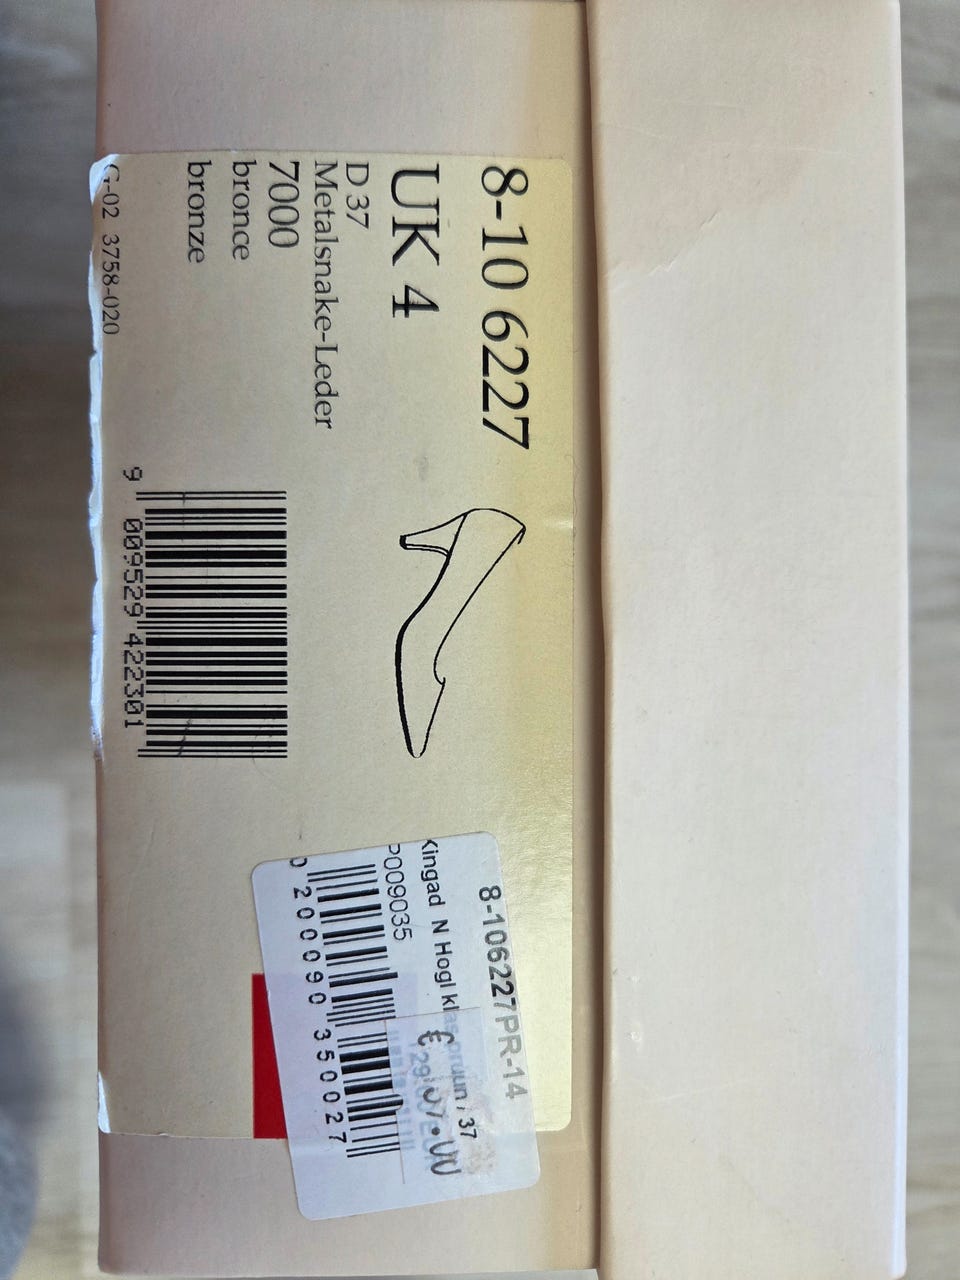 8-10 6227
UK 4
D 37
Metalsnake-Leder
7000
bronce
bronze
G-02 3758-020
9 009529 422301
8-106227PR-14
Kingad N Hogl
37
P009035
0 200090 350027